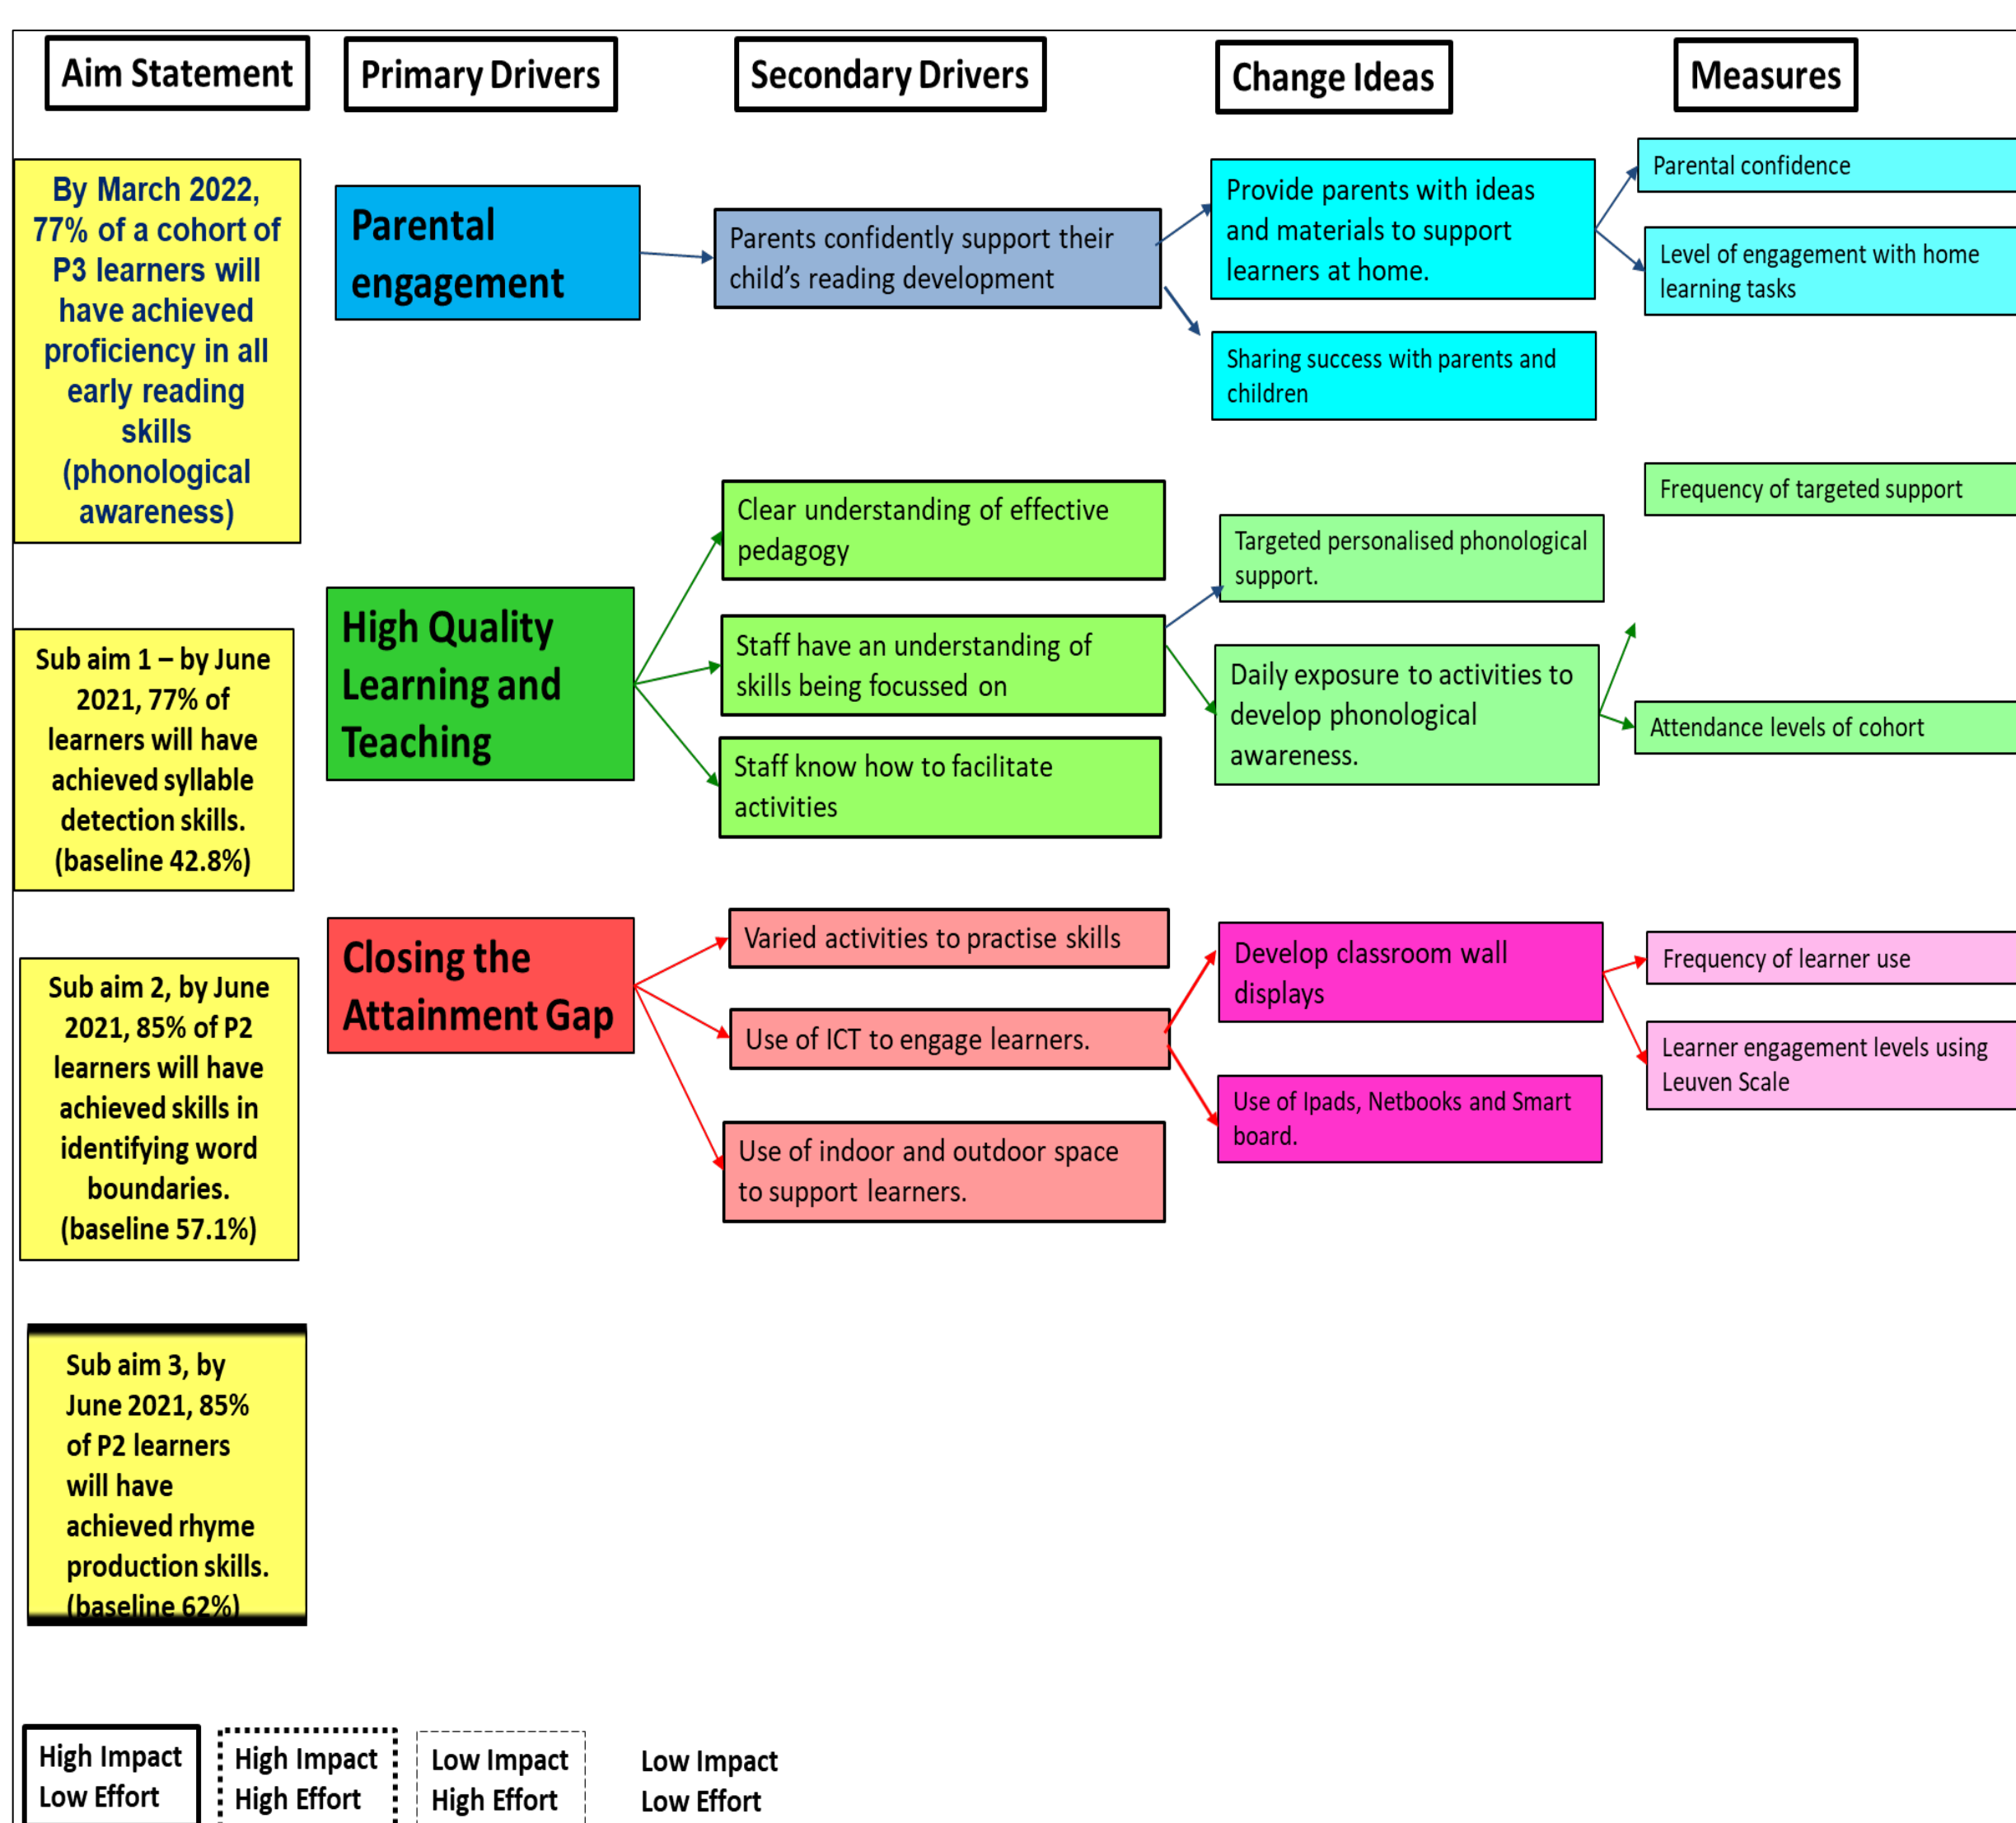 Aim Statement
Primary Drivers
Secondary Drivers
Change Ideas
Measures
By March 2022,
77% of a cohort of
P3 learners will
have achieved
proficiency in all
early reading
skills
(phonological
awareness)
Sub aim 1 – by June
2021, 77% of
learners will have
achieved syllable
detection skills.
(baseline 42.8%)
Sub aim 2, by June
2021, 85% of P2
learners will have
achieved skills in
identifying word
boundaries.
(baseline 57.1%)
Sub aim 3, by
June 2021, 85%
of P2 learners
will have
achieved rhyme
production skills.
(baseline 62%)
Parental
engagement
High Quality
Learning and
Teaching
Closing the
Attainment Gap
Parents confidently support their
child’s reading development
Clear understanding of effective
pedagogy
Staff have an understanding of
skills being focussed on
Staff know how to facilitate
activities
Varied activities to practise skills
Use of ICT to engage learners.
Use of indoor and outdoor space
to support learners.
Provide parents with ideas
and materials to support
learners at home.
Sharing success with parents and
children
Targeted personalised phonological
support.
Daily exposure to activities to
develop phonological
awareness.
Develop classroom wall
displays
Use of Ipads, Netbooks and Smart
board.
Parental confidence
Level of engagement with home
learning tasks
Frequency of targeted support
Attendance levels of cohort
Frequency of learner use
Learner engagement levels using
Leuven Scale
High Impact
Low Effort
High Impact
High Effort
Low Impact
High Effort
Low Impact
Low Effort